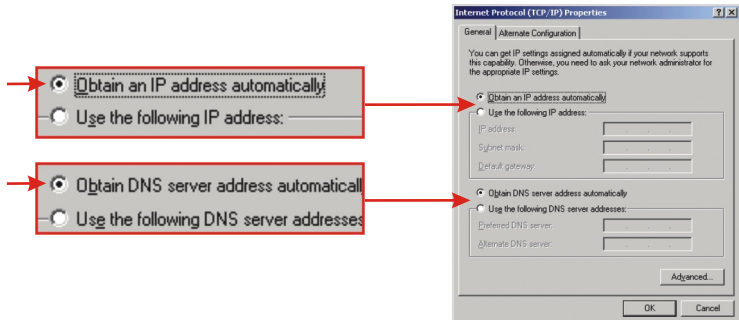 Obtain an IP address automatically
Use the following IP address:
Obtain DNS server address automaticall
Use the following DNS server addresses
Internet Protocol (TCP/IP) Properties
General
Alternate Configuration
You can get IP settings assigned automatically if your network supports
this capability. Otherwise, you need to ask your network administrator for
the appropriate IP settings.
Obtain an IP address automatically
Use the following IP address:
IP address:
Subnet mask:
Default gateway:
Obtain DNS server address automatically
Use the following DNS server addresses:
Preferred DNS server:
Alternate DNS server:
Advanced...
OK Cancel